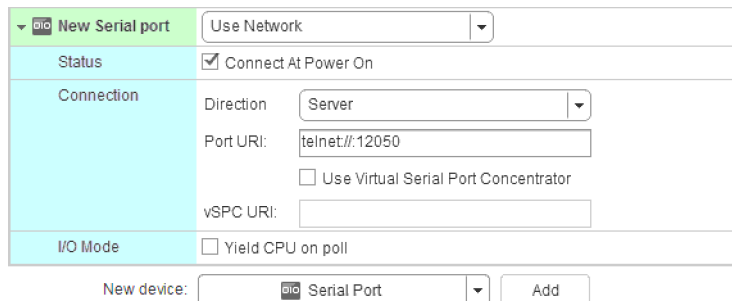 New Serial port Use Network
Status Connect At Power On
Connection Direction Server
Port URI: telnet://:12050
Use Virtual Serial Port Concentrator
vSPC URI:
I/O Mode Yield CPU on poll
New device: Serial Port Add